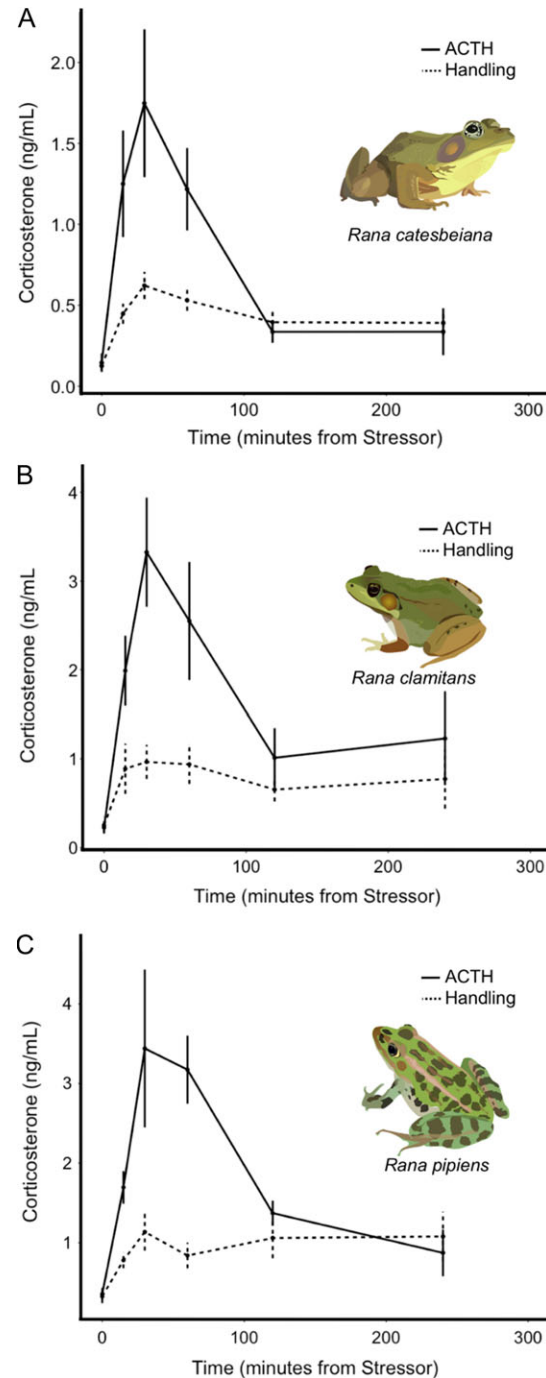 A
Corticosterone (ng/mL)
2.0
1.5
1.0
0.5
0.0
ACTH
Handling
Rana catesbeiana
0
100
200
300
Time (minutes from Stressor)
B
Corticosterone (ng/mL
4
3
2
1
0
ACTH
Handling
Rana clamitans
0
100
200
300
Time (minutes from Stressor)
C
Corticosterone (ng/mL)
4
3
2
1
ACTH
Handling
Rana pipiens
0
100
200
300
Time (minutes from Stressor)